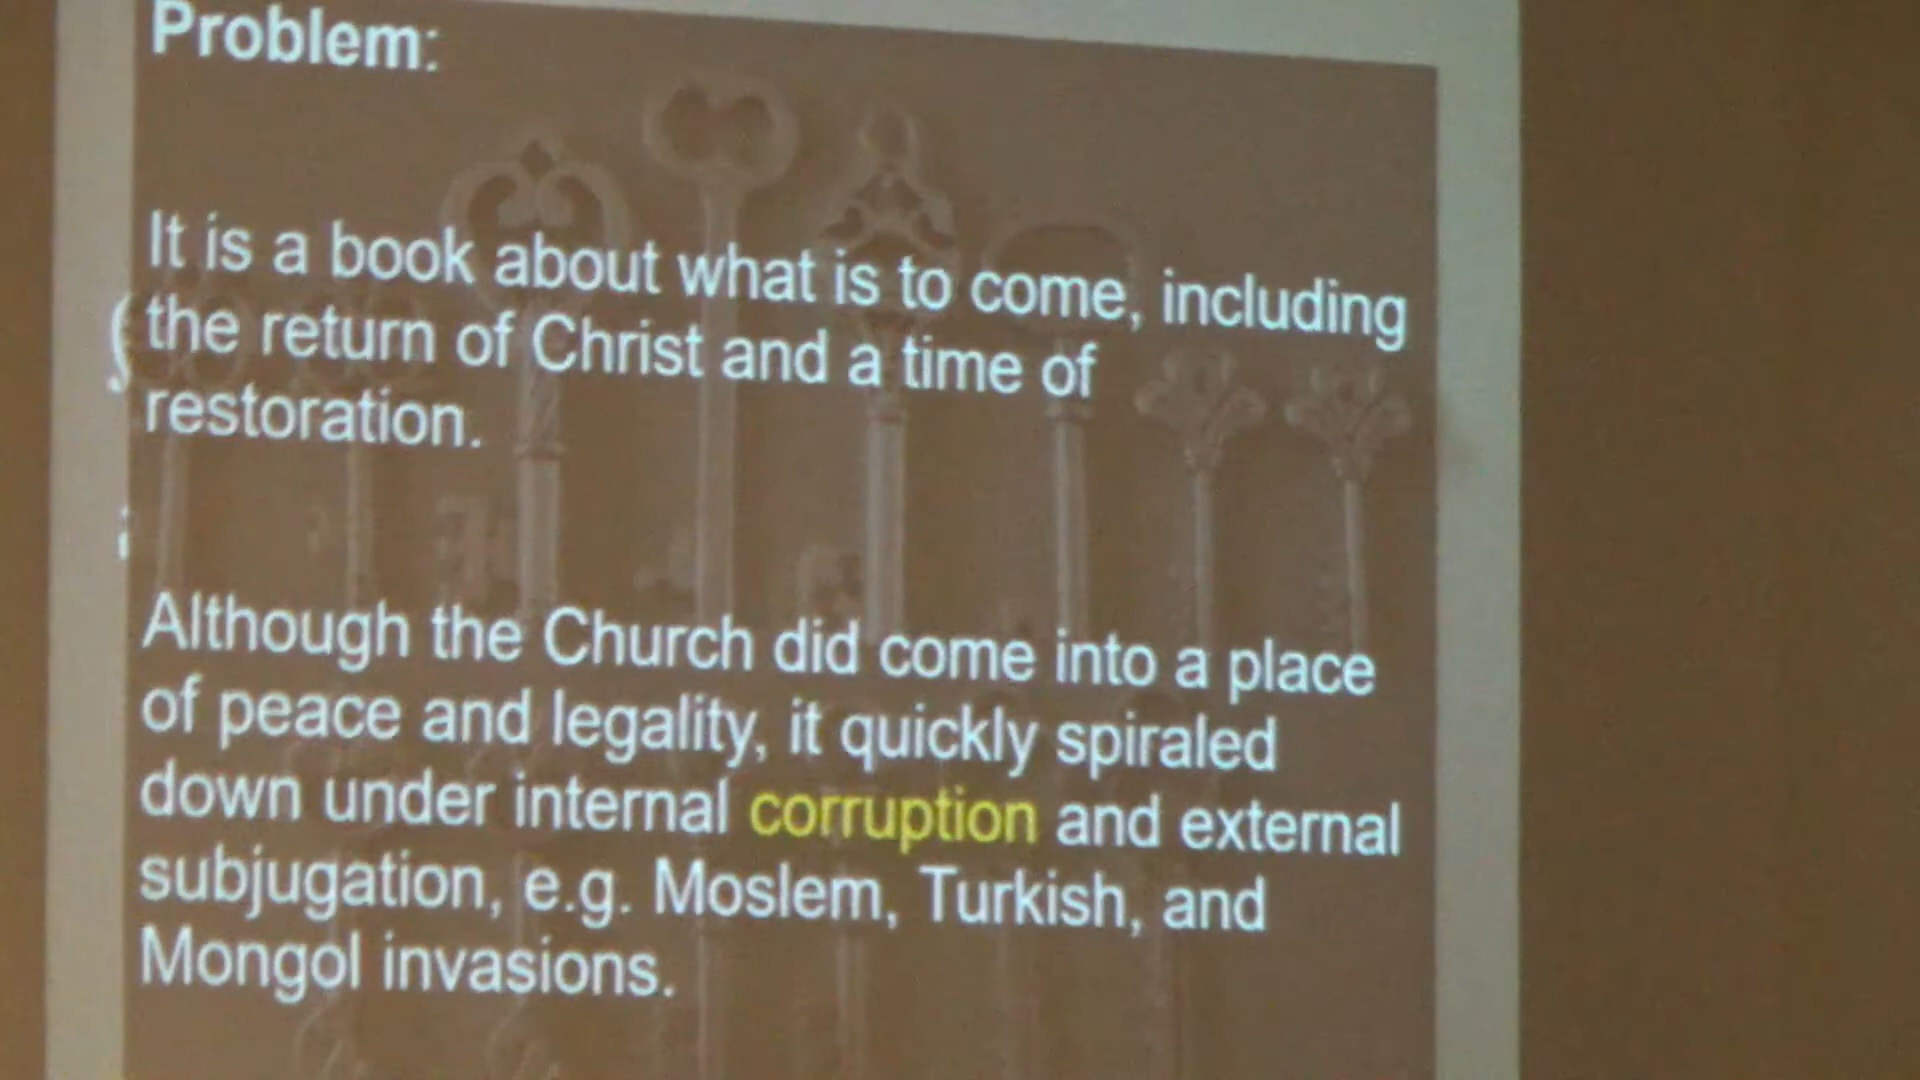 Problem:
It is a book about what is to come, including
the return of Christ and a time of
restoration.
Although the Church did come into a place
of peace and legality, it quickly spiraled
down under internal corruption and external
subjugation, e.g. Moslem, Turkish, and
Mongol invasions.